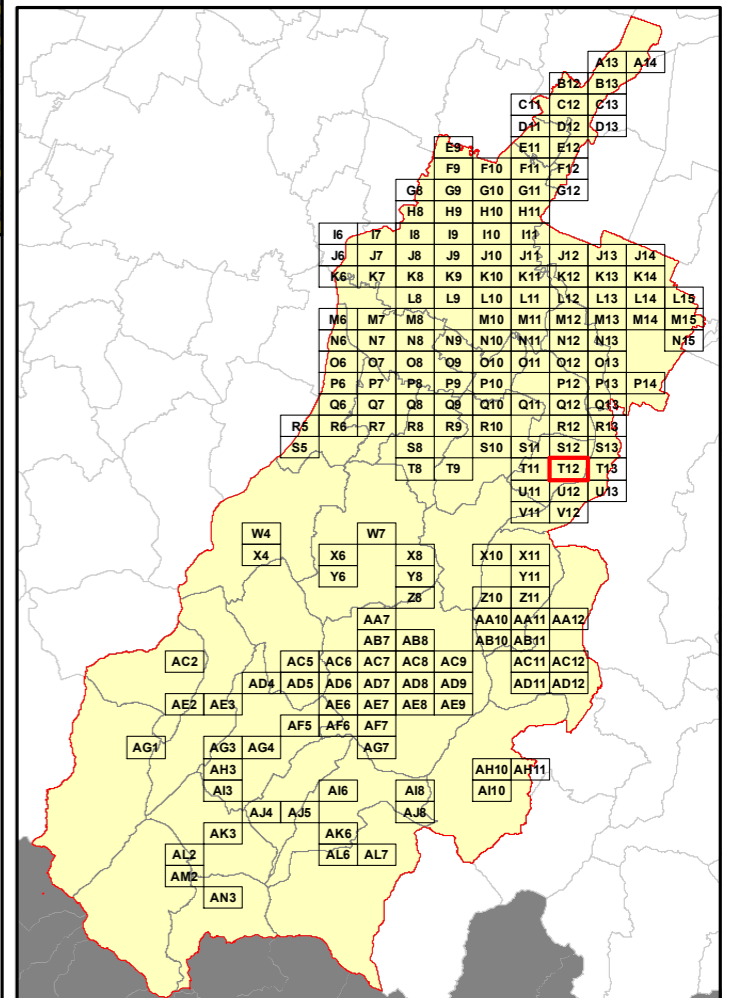 A13 A14
B12 B13
C11 C12 C13
D11 D12 D13
E9 E11 E12
F9 F10 F11 F12
G8 G9 G10 G11 G12
H8 H9 H10 H11
I6 I7 I8 I9 I10 I11
J6 J7 J8 J9 J10 J11 J12 J13 J14
K6 K7 K8 K9 K10 K11 K12 K13 K14
L8 L9 L10 L11 L12 L13 L14 L15
M6 M7 M8 M10 M11 M12 M13 M14 M15
N6 N7 N8 N9 N10 N11 N12 N13 N15
O6 O7 O8 O9 O10 O11 O12 O13
P6 P7 P8 P9 P10 P12 P13 P14
Q6 Q7 Q8 Q9 Q10 Q11 Q12 Q13
R5 R6 R7 R8 R9 R10 R12 R13
S5 S8 S10 S11 S12 S13
T8 T9 T11 T12 T13
U11 U12 U13
V11 V12
W4 W7
X4 X6 X8 X10 X11
Y6 Y8 Y11
Z8 Z10 Z11
AA7 AA10 AA11 AA12
AB7 AB8 AB10 AB11
AC2 AC5 AC6 AC7 AC8 AC9 AC11 AC12
AD4 AD5 AD6 AD7 AD8 AD9 AD11 AD12
AE2 AE3 AE6 AE7 AE8 AE9
AF5 AF6 AF7
AG1 AG3 AG4 AG7
AH3 AH10 AH11
AI3 AI6 AI8 AI10
AJ4 AJ5 AJ8
AK3 AK6
AL2 AL6 AL7
AM2
AN3